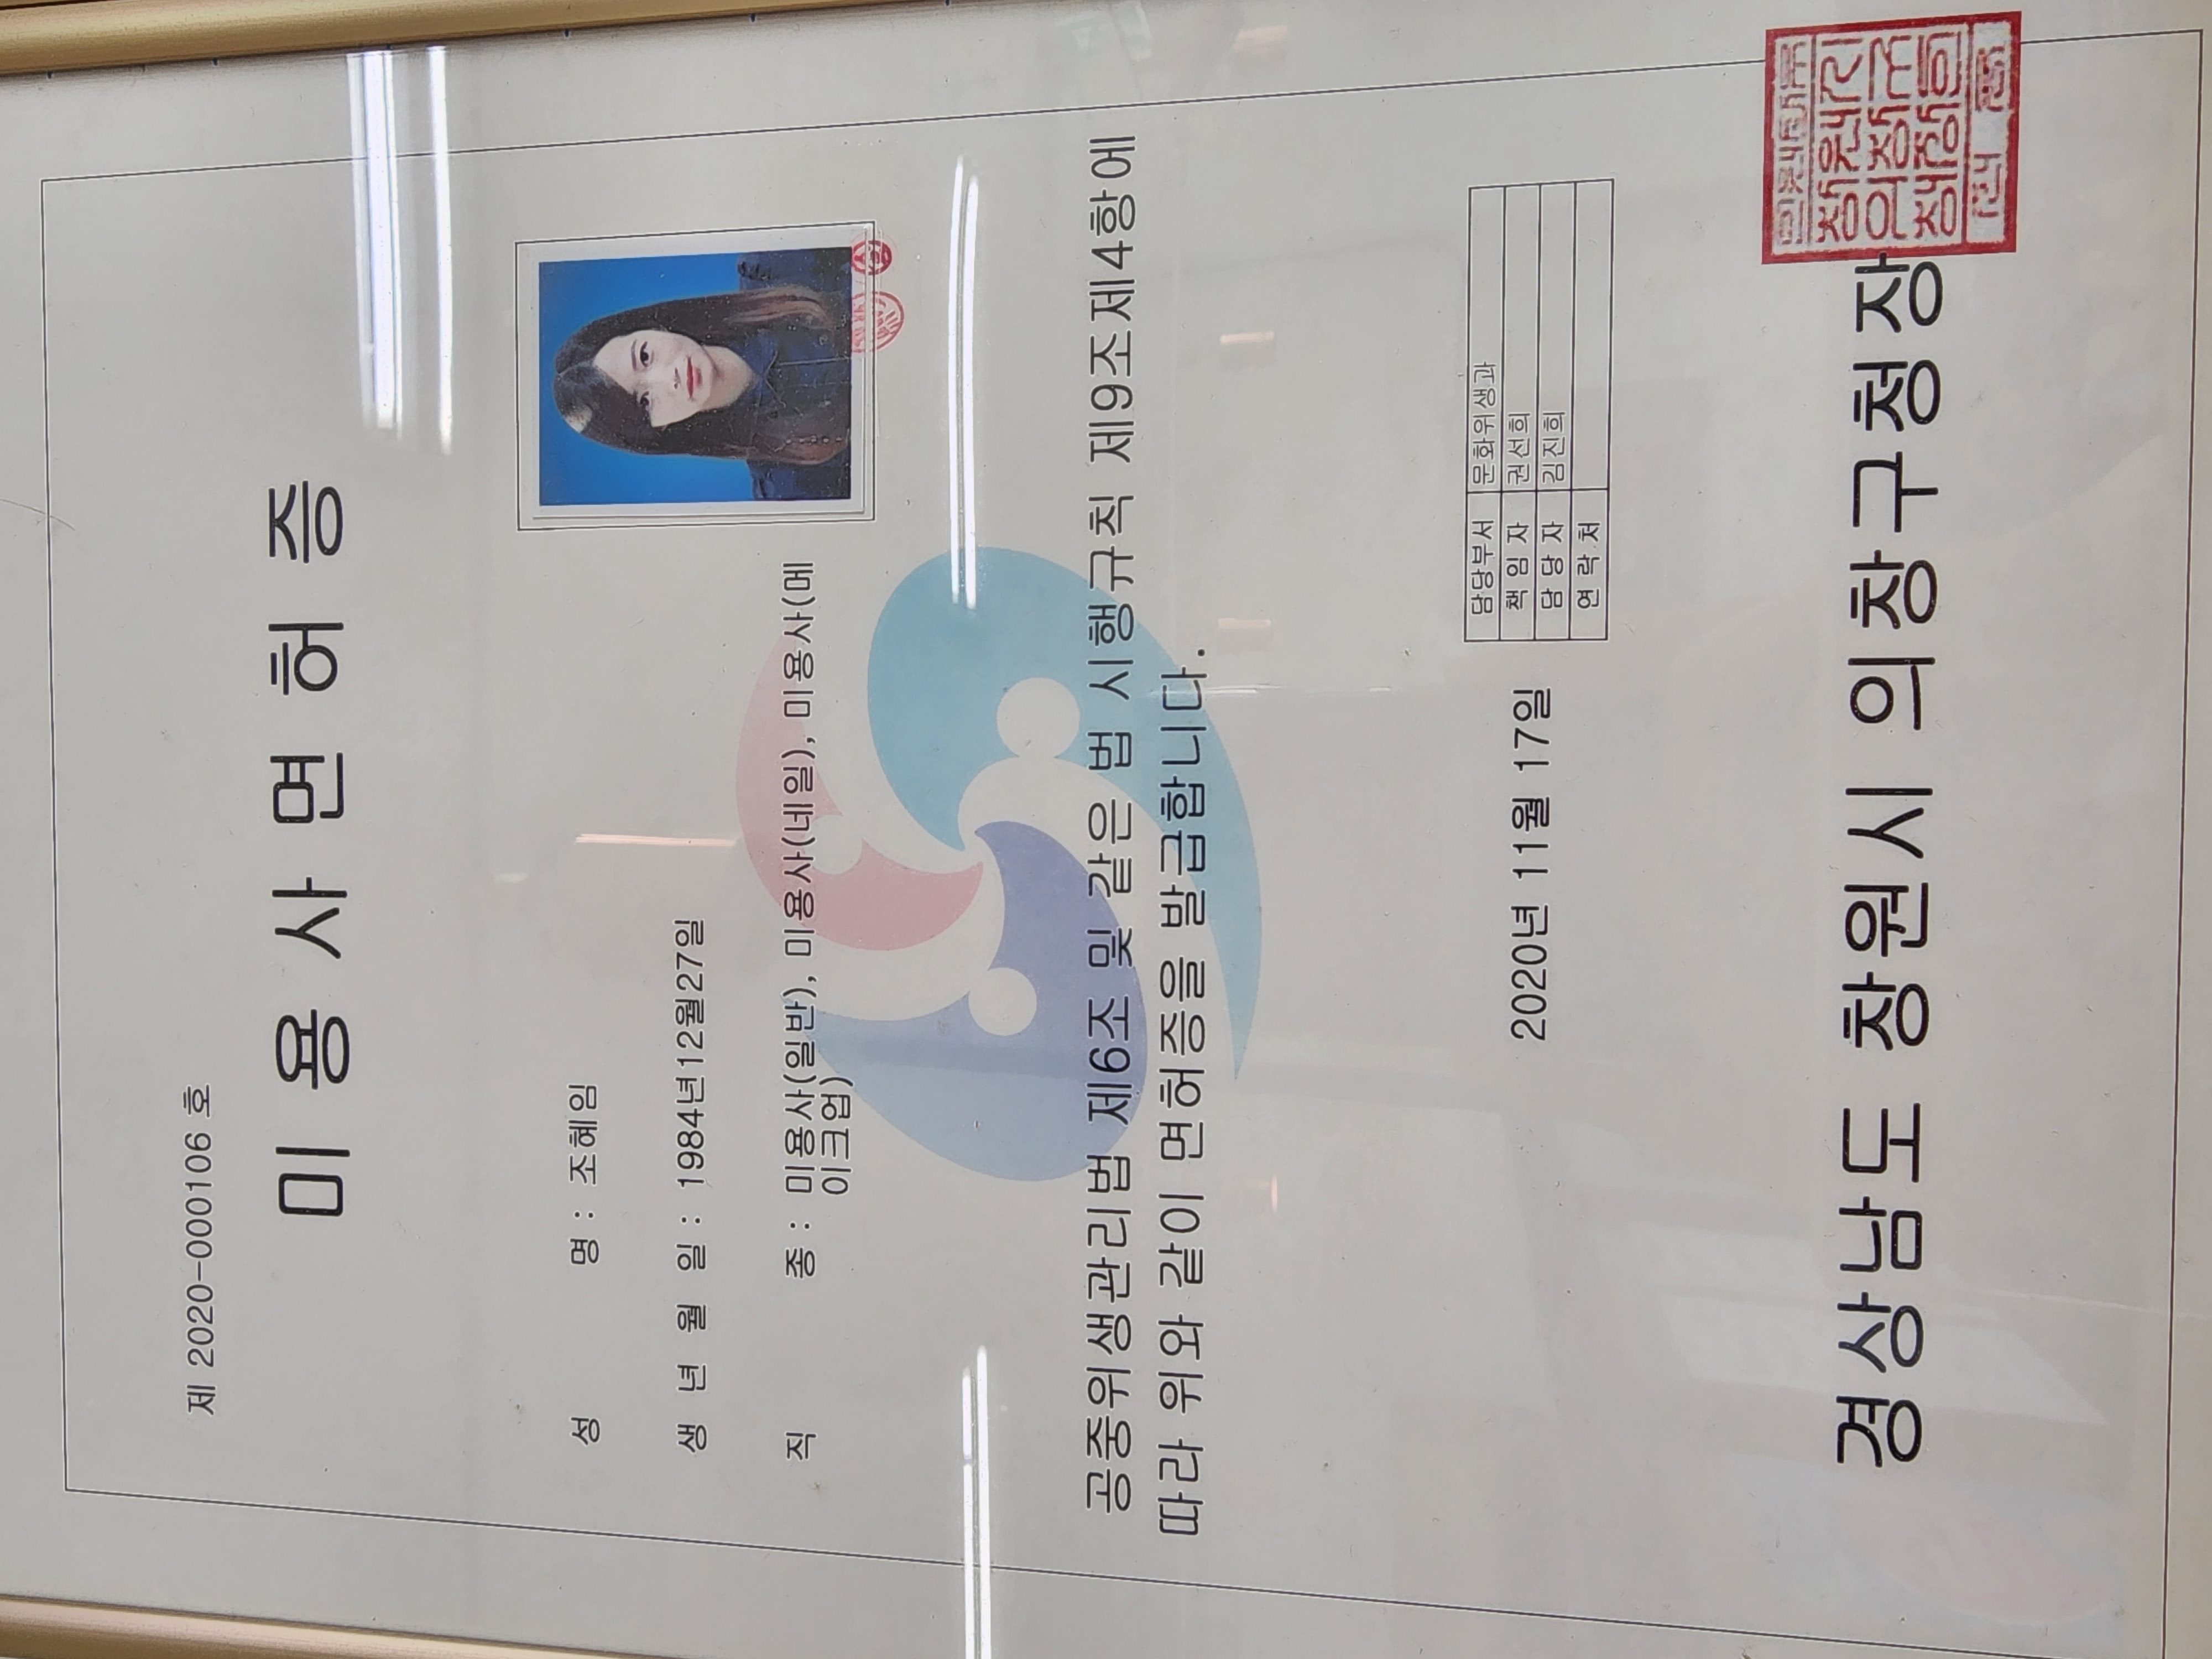 제 2020-000106 호
미 용 사 면 허 증
성 명 : 조혜임
생 년 월 일 : 1984년12월27일
직 종 : 미용사(일반), 미용사(네일), 미용사(메
이크업)
공중위생관리법 제6조 및 같은 법 시행규칙 제9조제4항에
따라 위와 같이 면허증을 발급합니다.
2020년 11월 17일
담당부서 문화위생과
책 임 자 권선희
담 당 자 김진희
연 락 처
경상남도 창원시 의창구청장